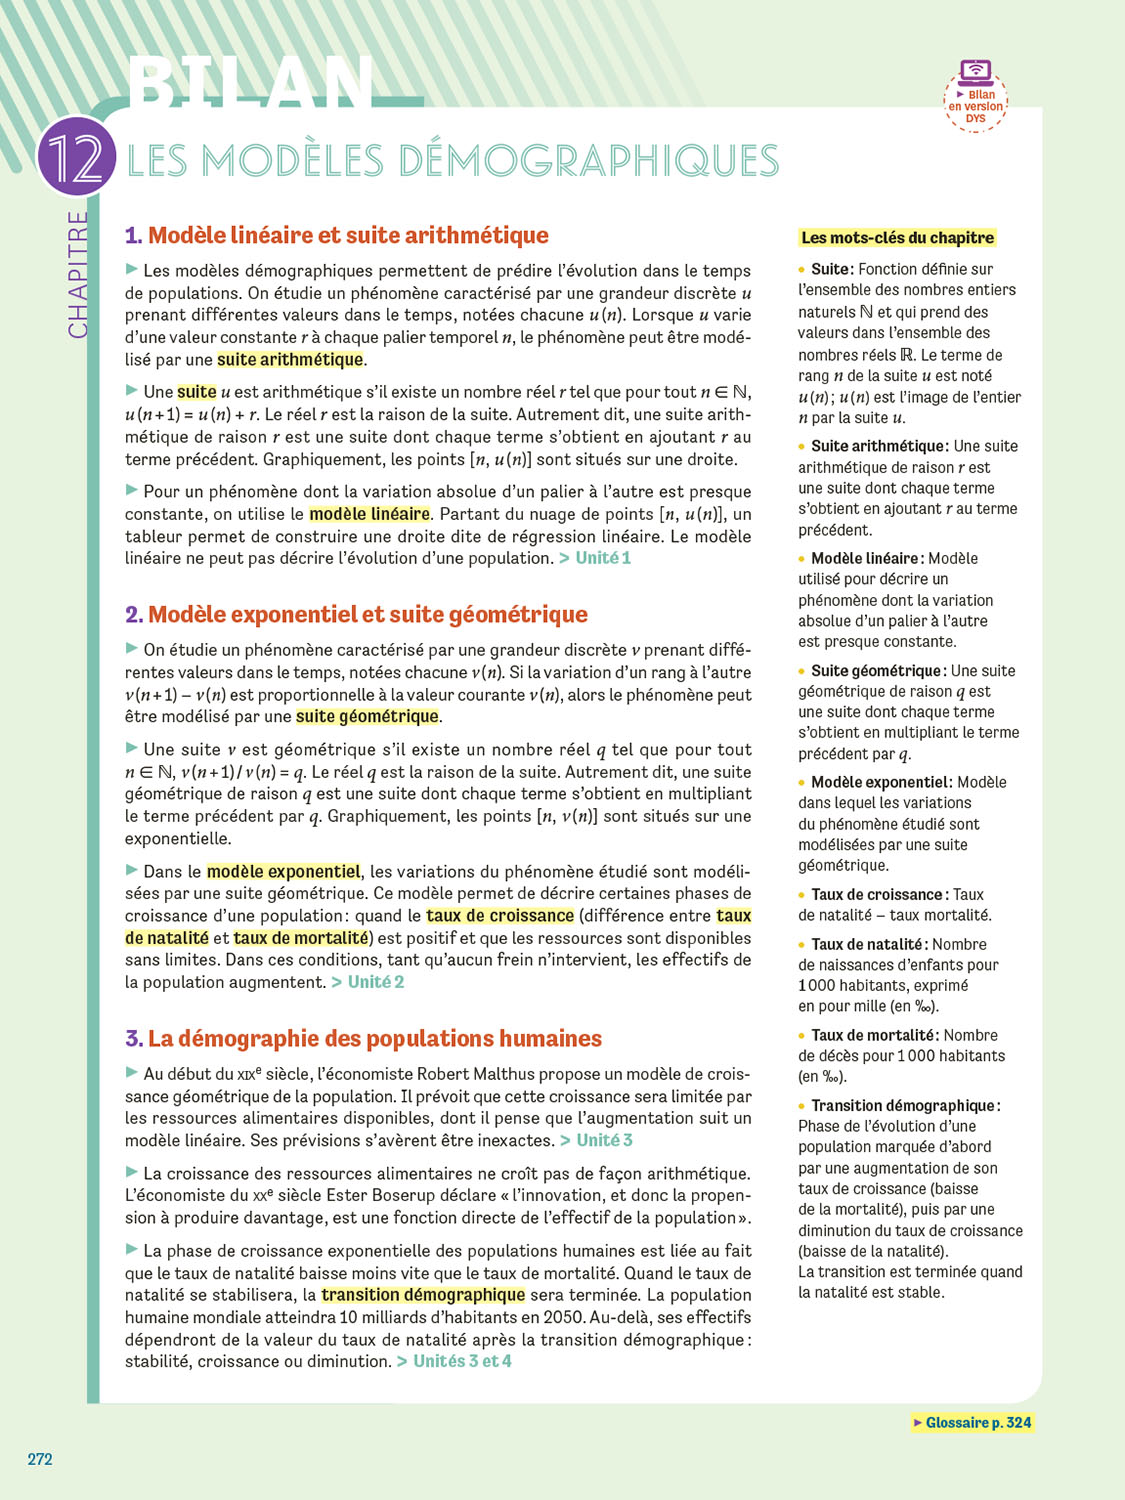 BILAN
▶ Bilan
en version
DYS
12
LES MODÈLES DÉMOGRAPHIQUES
CHAPITRE
1. Modèle linéaire et suite arithmétique
▶ Les modèles démographiques permettent de prédire l’évolution dans le temps
de populations. On étudie un phénomène caractérisé par une grandeur discrète u
prenant différentes valeurs dans le temps, notées chacune u (n). Lorsque u varie
d’une valeur constante r à chaque palier temporel n, le phénomène peut être modé-
lisé par une suite arithmétique.
▶ Une suite u est arithmétique s’il existe un nombre réel r tel que pour tout n ∈ ℕ,
u (n + 1) = u (n) + r. Le réel r est la raison de la suite. Autrement dit, une suite arith-
métique de raison r est une suite dont chaque terme s’obtient en ajoutant r au
terme précédent. Graphiquement, les points [n, u (n)] sont situés sur une droite.
▶ Pour un phénomène dont la variation absolue d’un palier à l’autre est presque
constante, on utilise le modèle linéaire. Partant du nuage de points [n, u (n)], un
tableur permet de construire une droite dite de régression linéaire. Le modèle
linéaire ne peut pas décrire l’évolution d’une population. > Unité 1
2. Modèle exponentiel et suite géométrique
▶ On étudie un phénomène caractérisé par une grandeur discrète v prenant diffé-
rentes valeurs dans le temps, notées chacune v (n). Si la variation d’un rang à l’autre
v (n + 1) – v (n) est proportionnelle à la valeur courante v (n), alors le phénomène peut
être modélisé par une suite géométrique.
▶ Une suite v est géométrique s’il existe un nombre réel q tel que pour tout
n ∈ ℕ, v (n + 1) / v (n) = q. Le réel q est la raison de la suite. Autrement dit, une suite
géométrique de raison q est une suite dont chaque terme s’obtient en multipliant
le terme précédent par q. Graphiquement, les points [n, v (n)] sont situés sur une
exponentielle.
▶ Dans le modèle exponentiel, les variations du phénomène étudié sont modéli-
sées par une suite géométrique. Ce modèle permet de décrire certaines phases de
croissance d’une population : quand le taux de croissance (différence entre taux
de natalité et taux de mortalité) est positif et que les ressources sont disponibles
sans limites. Dans ces conditions, tant qu’aucun frein n’intervient, les effectifs de
la population augmentent. > Unité 2
3. La démographie des populations humaines
▶ Au début du XIXe siècle, l’économiste Robert Malthus propose un modèle de crois-
sance géométrique de la population. Il prévoit que cette croissance sera limitée par
les ressources alimentaires disponibles, dont il pense que l’augmentation suit un
modèle linéaire. Ses prévisions s’avèrent être inexactes. > Unité 3
▶ La croissance des ressources alimentaires ne croît pas de façon arithmétique.
L’économiste du XXe siècle Ester Boserup déclare « l’innovation, et donc la propen-
sion à produire davantage, est une fonction directe de l’effectif de la population ».
▶ La phase de croissance exponentielle des populations humaines est liée au fait
que le taux de natalité baisse moins vite que le taux de mortalité. Quand le taux de
natalité se stabilisera, la transition démographique sera terminée. La population
humaine mondiale atteindra 10 milliards d’habitants en 2050. Au-delà, ses effectifs
dépendront de la valeur du taux de natalité après la transition démographique :
stabilité, croissance ou diminution. > Unités 3 et 4
Les mots-clés du chapitre
• Suite : Fonction définie sur
l’ensemble des nombres entiers
naturels ℕ et qui prend des
valeurs dans l’ensemble des
nombres réels ℝ. Le terme de
rang n de la suite u est noté
u (n) ; u (n) est l’image de l’entier
n par la suite u.
• Suite arithmétique : Une suite
arithmétique de raison r est
une suite dont chaque terme
s’obtient en ajoutant r au terme
précédent.
• Modèle linéaire : Modèle
utilisé pour décrire un
phénomène dont la variation
absolue d’un palier à l’autre
est presque constante.
• Suite géométrique : Une suite
géométrique de raison q est
une suite dont chaque terme
s’obtient en multipliant le terme
précédent par q.
• Modèle exponentiel : Modèle
dans lequel les variations
du phénomène étudié sont
modélisées par une suite
géométrique.
• Taux de croissance : Taux
de natalité – taux mortalité.
• Taux de natalité : Nombre
de naissances d’enfants pour
1 000 habitants, exprimé
en pour mille (en ‰).
• Taux de mortalité : Nombre
de décès pour 1 000 habitants
(en ‰).
• Transition démographique :
Phase de l’évolution d’une
population marquée d’abord
par une augmentation de son
taux de croissance (baisse
de la mortalité), puis par une
diminution du taux de croissance
(baisse de la natalité).
La transition est terminée quand
la natalité est stable.
▶ Glossaire p. 324
272